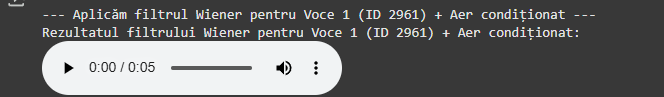 --- Aplicăm filtrul Wiener pentru Voce 1 (ID 2961) + Aer condiționat ---
Rezultatul filtrului Wiener pentru Voce 1 (ID 2961) + Aer condiționat:
0:00 / 0:05